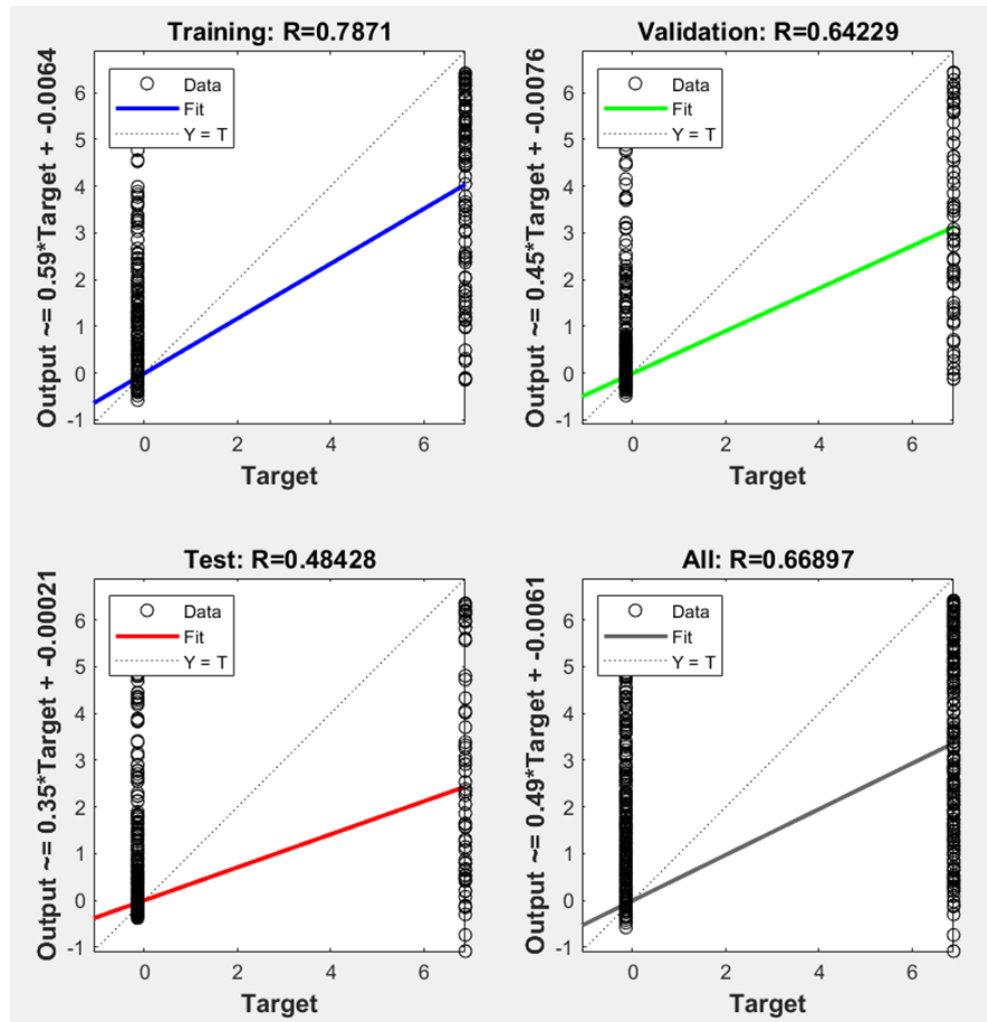 Training: R=0.7871
Output ~= 0.59*Target + -0.0064
Data
Fit
Y = T
6
5
4
3
2
1
0
-1
0 2 4 6
Target
Validation: R=0.64229
Output ~= 0.45*Target + -0.0076
Data
Fit
Y = T
6
5
4
3
2
1
0
-1
0 2 4 6
Target
Test: R=0.48428
Output ~= 0.35*Target + -0.00021
Data
Fit
Y = T
6
5
4
3
2
1
0
-1
0 2 4 6
Target
All: R=0.66897
Output ~= 0.49*Target + -0.0061
Data
Fit
Y = T
6
5
4
3
2
1
0
-1
0 2 4 6
Target